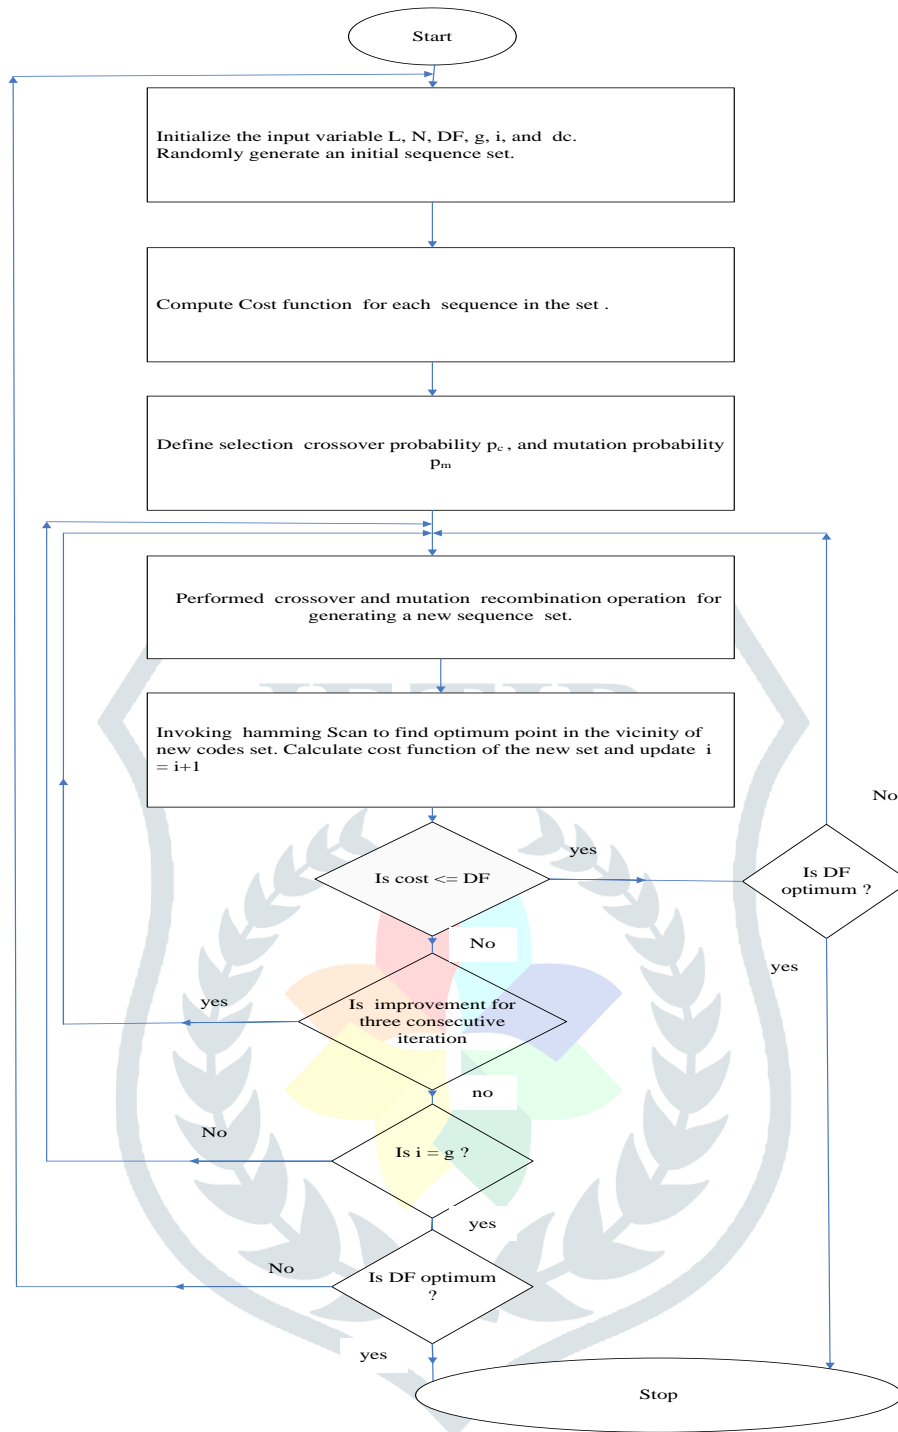 Start
Initialize the input variable L, N, DF, g, i, and dc.
Randomly generate an initial sequence set.
Compute Cost function for each sequence in the set .
Define selection crossover probability pc , and mutation probability
pm
Performed crossover and mutation recombination operation for
generating a new sequence set.
Invoking hamming Scan to find optimum point in the vicinity of
new codes set. Calculate cost function of the new set and update i
= i+1
No
Is cost <= DF
yes
Is DF
optimum ?
No
yes
yes
Is improvement for
three consecutive
iteration
no
No
Is i = g ?
yes
No
Is DF optimum
?
yes
Stop